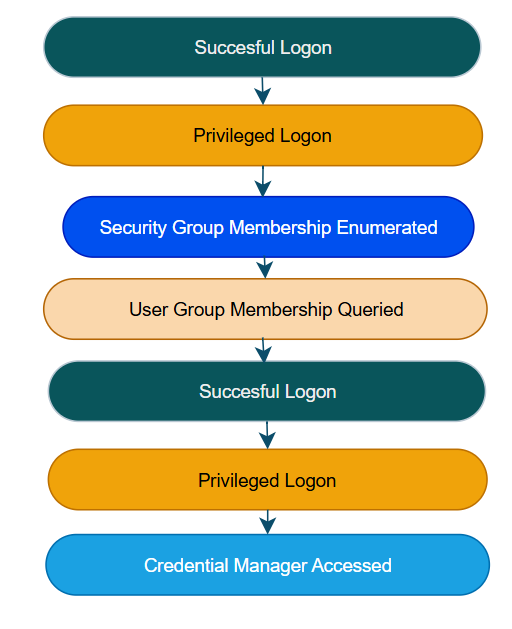 Succesful Logon
Privileged Logon
Security Group Membership Enumerated
User Group Membership Queried
Succesful Logon
Privileged Logon
Credential Manager Accessed